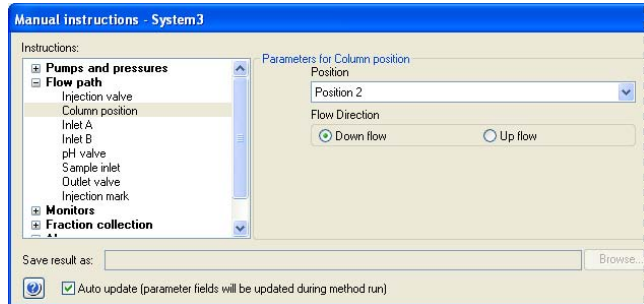 Manual instructions - System3
Instructions:
Pumps and pressures
Flow path
Injection valve
Column position
Inlet A
Inlet B
pH valve
Sample inlet
Outlet valve
Injection mark
Monitors
Fraction collection
Parameters for Column position
Position
Position 2
Flow Direction
Down flow Up flow
Save result as: Browse...
Auto update (parameter fields will be updated during method run)